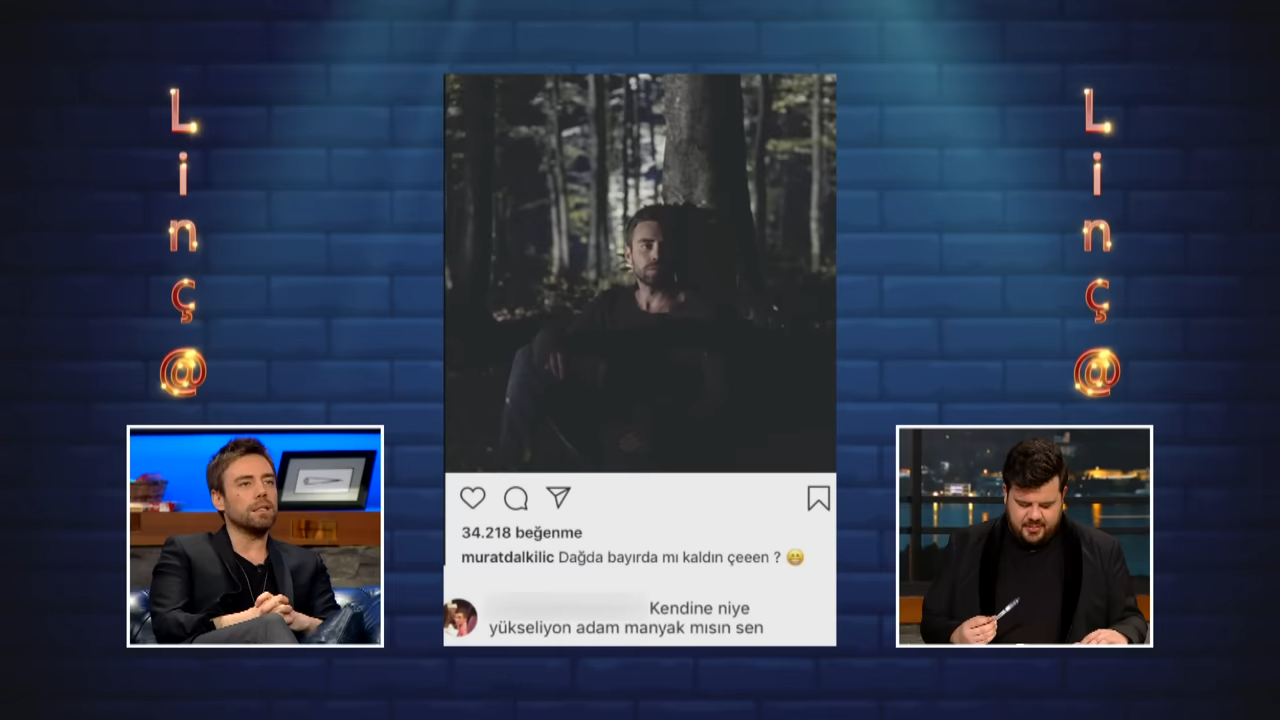 Linç@
34.218 beğenme
muratdalkilic Dağda bayırda mı kaldın çeeen ? 😁
Kendine niye
yükseliyon adam manyak mısın sen
Linç@